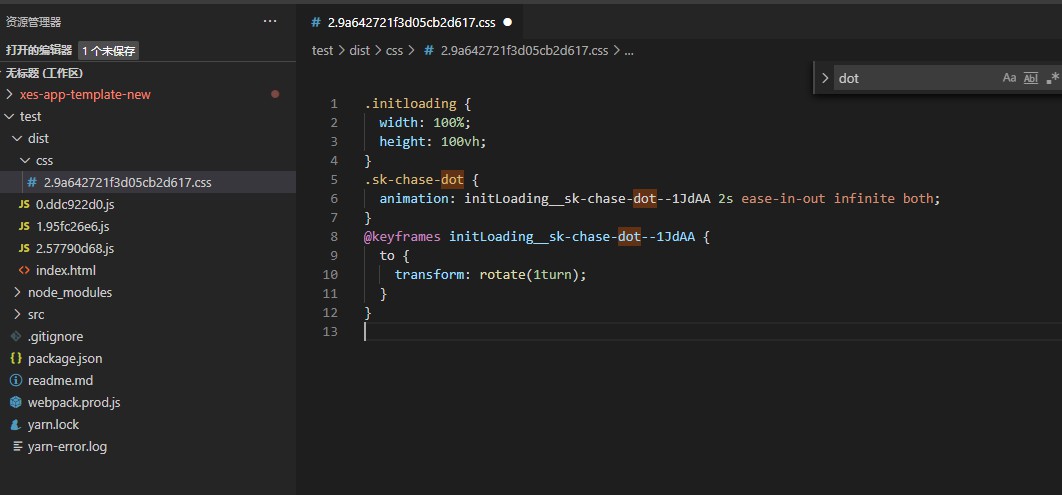 资源管理器
···
打开的编辑器 1 个未保存
无标题 (工作区)
xes-app-template-new
test
dist
css
# 2.9a642721f3d05cb2d617.css
JS 0.ddc922d0.js
JS 1.95fc26e6.js
JS 2.57790d68.js
<> index.html
node_modules
src
.gitignore
{} package.json
readme.md
webpack.prod.js
yarn.lock
yarn-error.log
# 2.9a642721f3d05cb2d617.css ●
test > dist > css > # 2.9a642721f3d05cb2d617.css > ...
dot Aa Abl .*
1 .initloading {
2 width: 100%;
3 height: 100vh;
4 }
5 .sk-chase-dot {
6 animation: initLoading__sk-chase-dot--1JdAA 2s ease-in-out infinite both;
7 }
8 @keyframes initLoading__sk-chase-dot--1JdAA {
9 to {
10 transform: rotate(1turn);
11 }
12 }
13